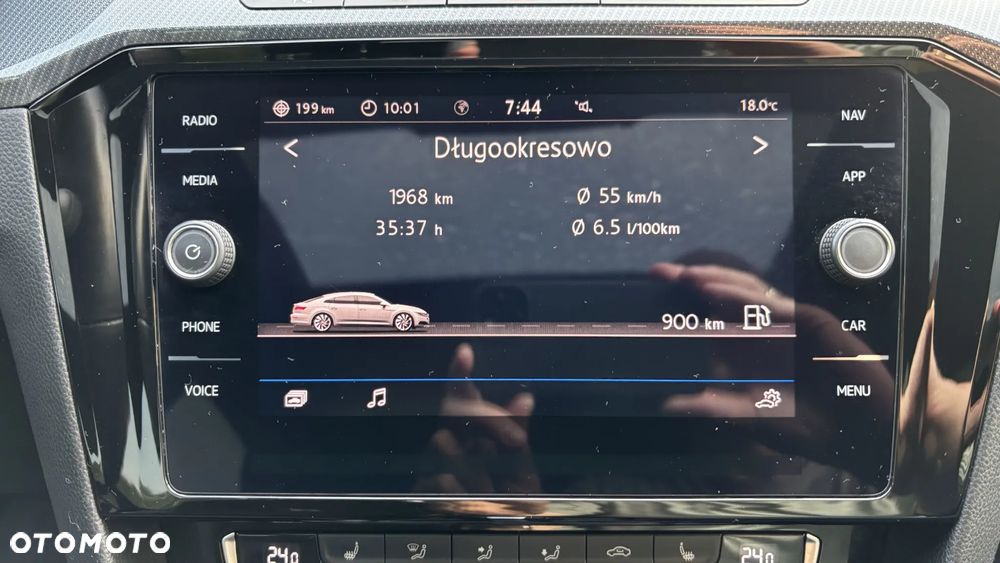 199 km 10:01 7:44 18.0°C
RADIO
NAV
< Długookresowo >
MEDIA
APP
1968 km Ø 55 km/h
35:37 h Ø 6.5 l/100km
900 km
PHONE
CAR
VOICE
MENU
OTOMOTO
24.0
24.0